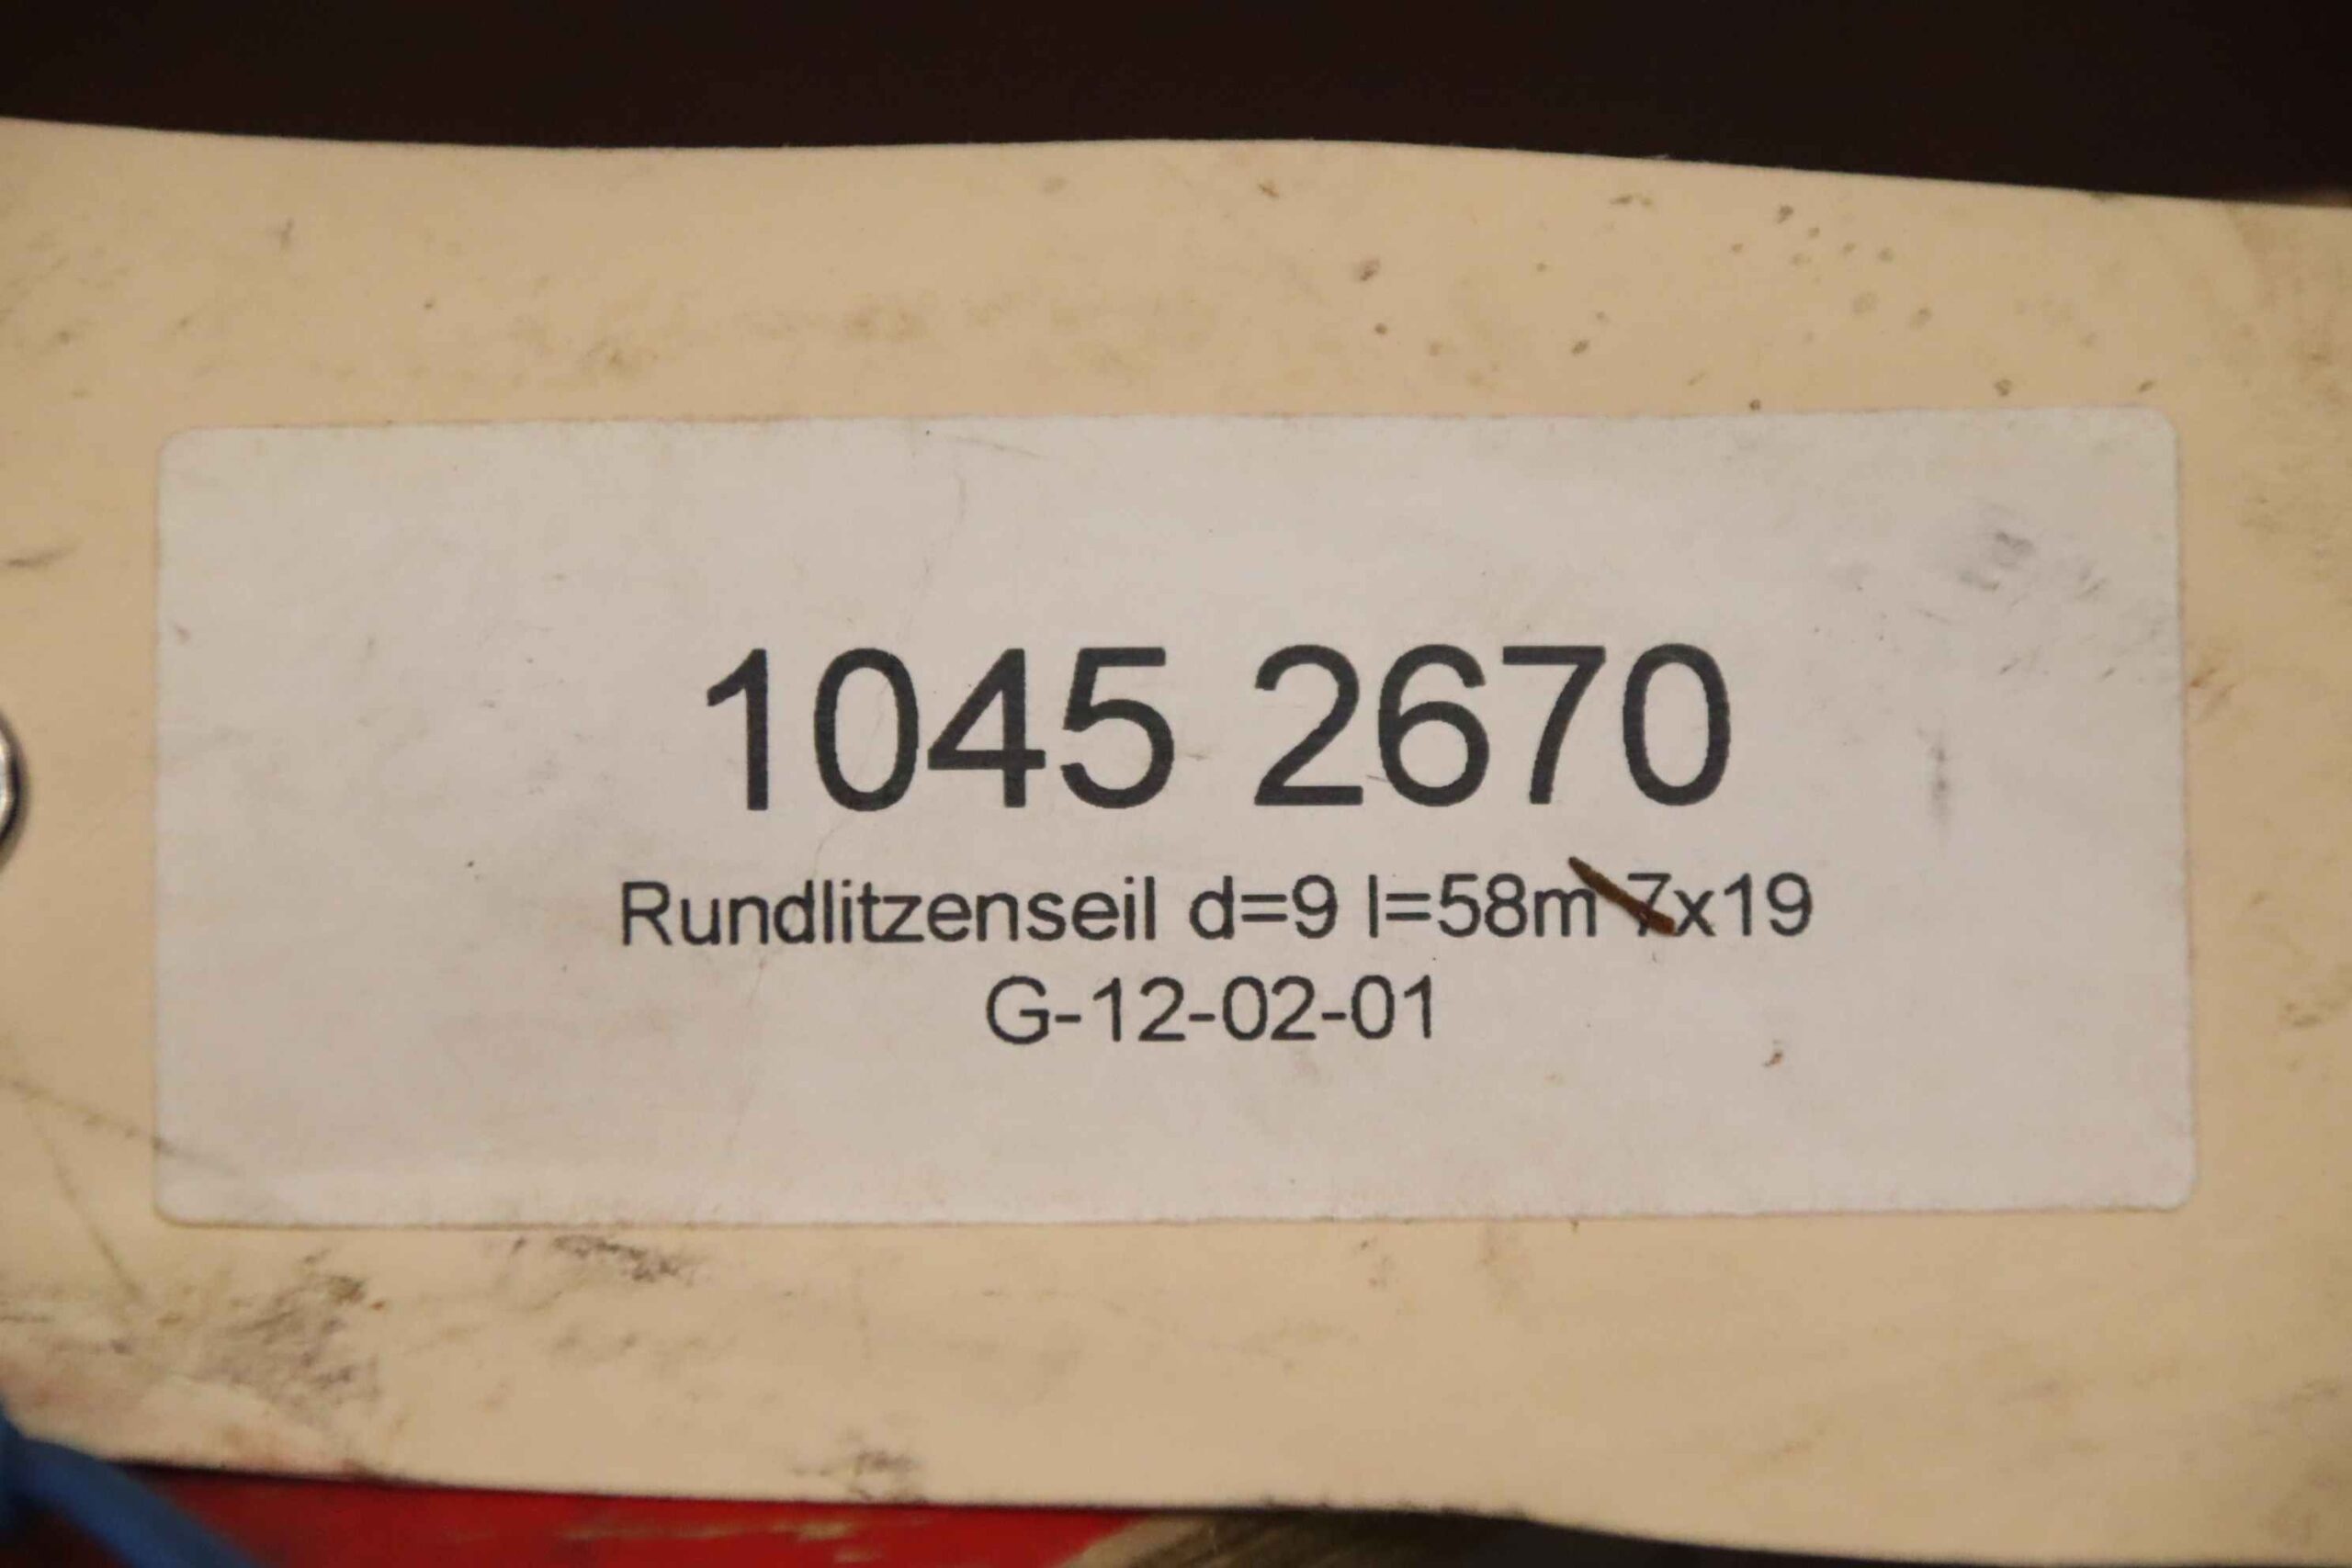 1045 2670
Rundlitzenseil d=9 l=58m 7x19
G-12-02-01